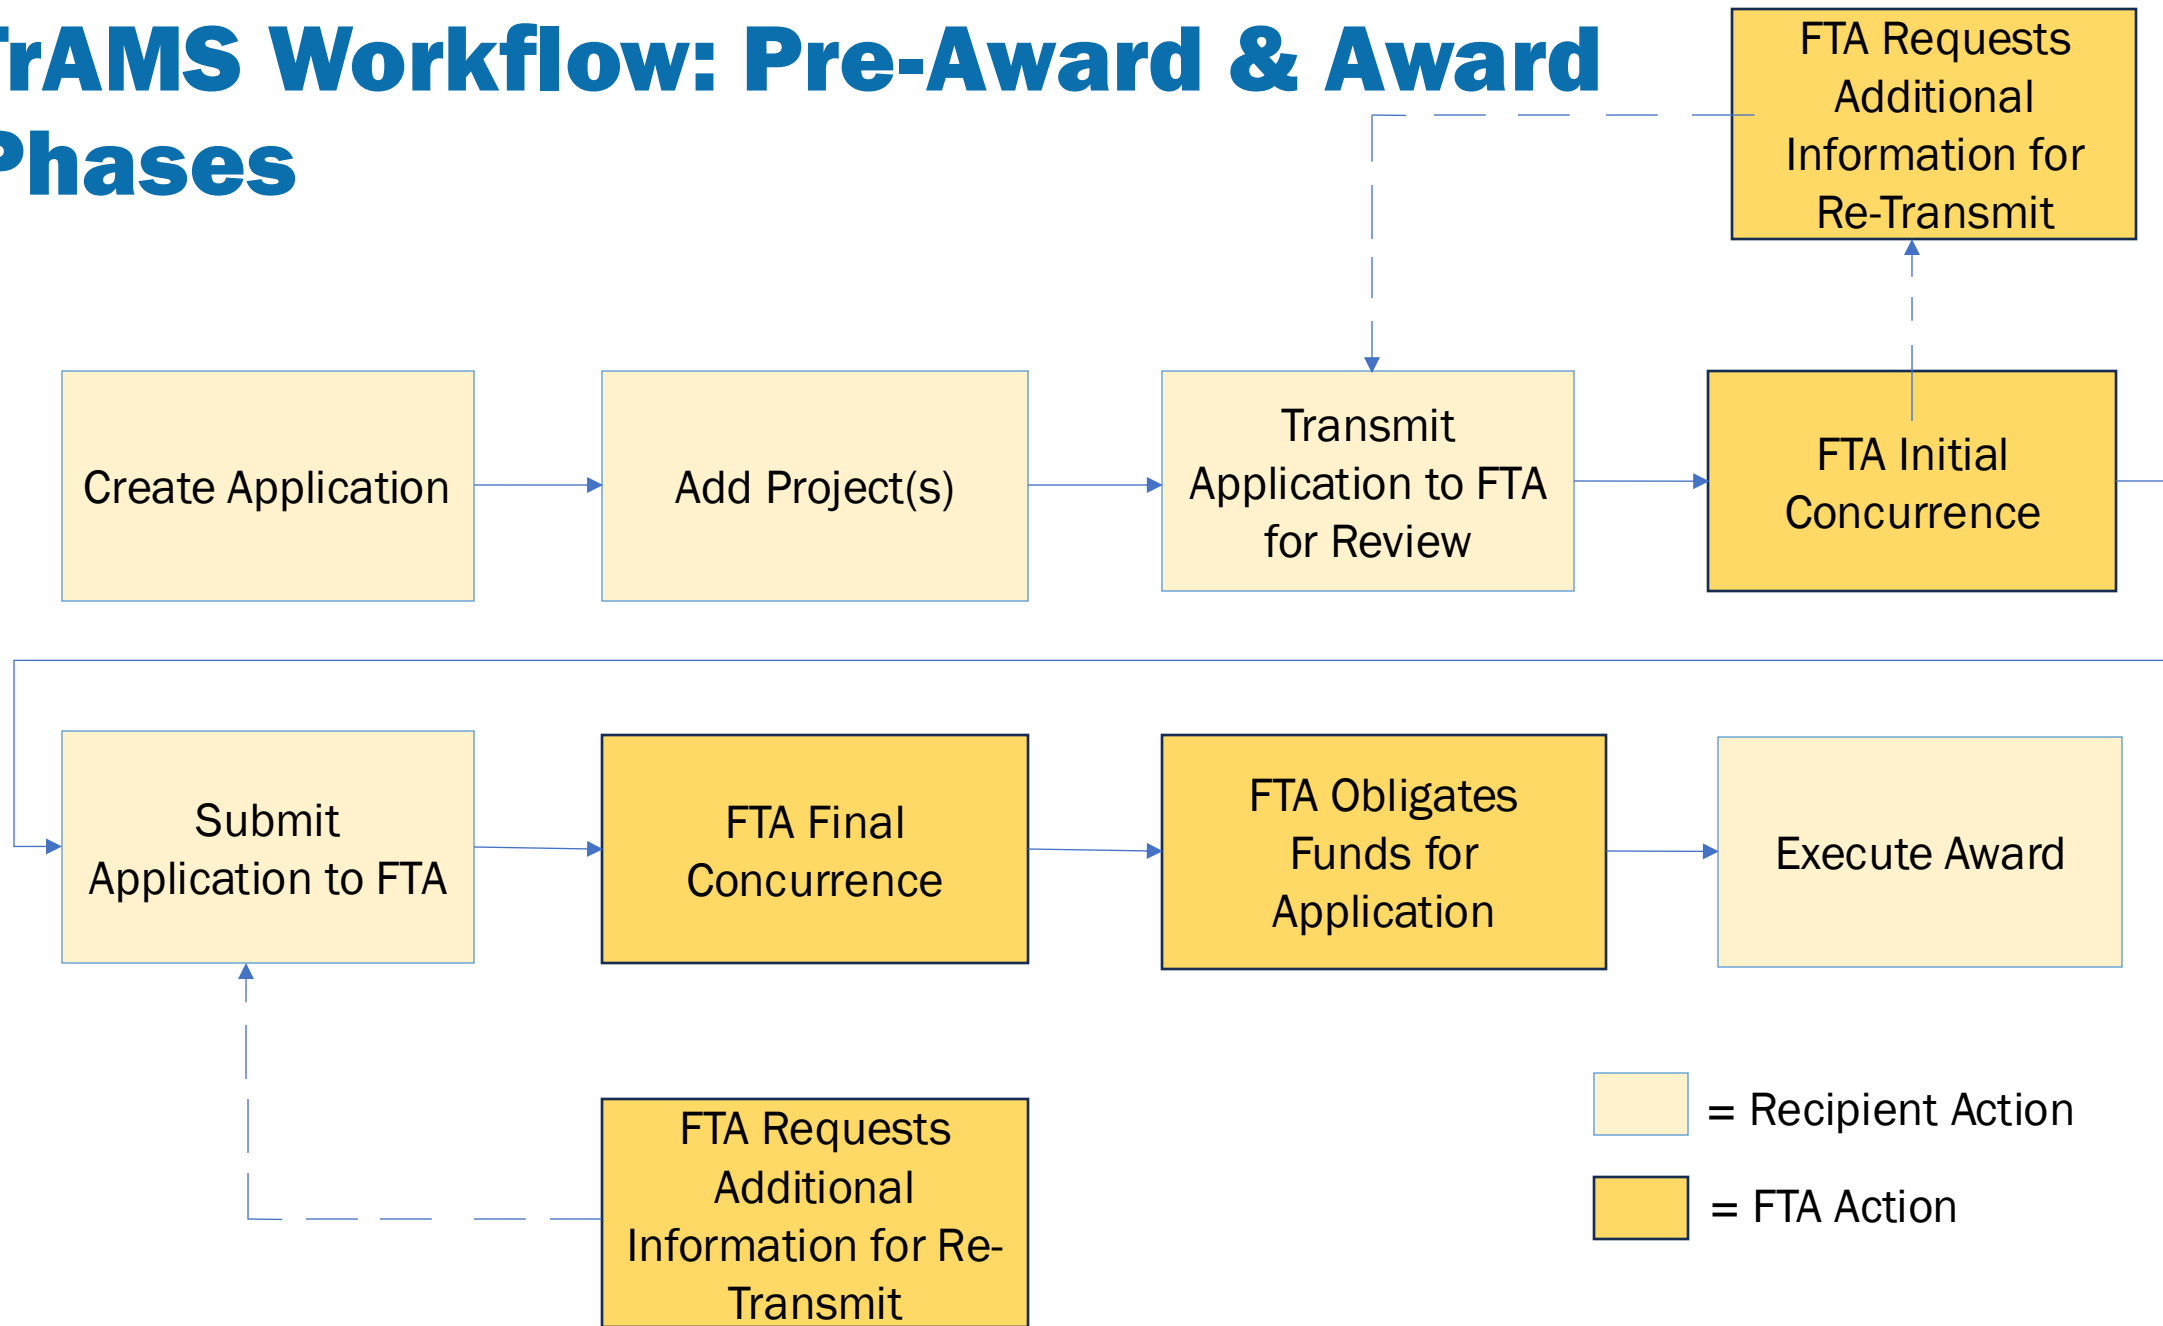 TrAMS Workflow: Pre-Award & Award
Phases
FTA Requests
Additional
Information for
Re-Transmit
Create Application
Add Project(s)
Transmit
Application to FTA
for Review
FTA Initial
Concurrence
Submit
Application to FTA
FTA Final
Concurrence
FTA Obligates
Funds for
Application
Execute Award
FTA Requests
Additional
Information for Re-
Transmit
= Recipient Action
= FTA Action